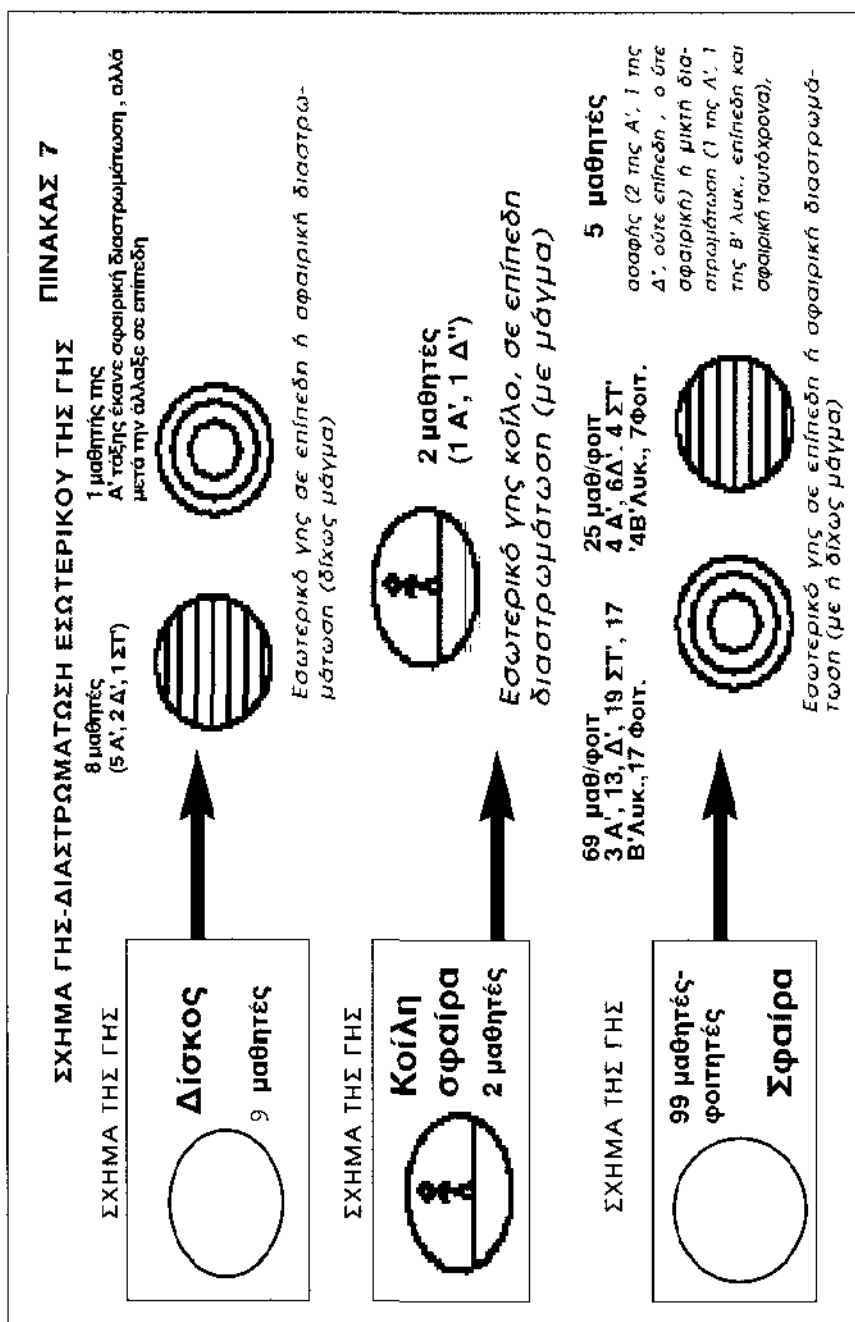 ΣΧΗΜΑ ΓΗΣ-ΔΙΑΣΤΡΩΜΑΤΩΣΗ ΕΣΩΤΕΡΙΚΟΥ ΤΗΣ ΓΗΣ ΠΙΝΑΚΑΣ 7
ΣΧΗΜΑ ΤΗΣ ΓΗΣ
Δίσκος
9 μαθητές
8 μαθητές
(5 Α', 2 Δ', 1 ΣΤ')
1 μαθητής της
Α' τάξης έκανε σφαιρική διαστρωμάτωση , αλλά
μετά την άλλαξε σε επίπεδη
Εσωτερικό γης σε επίπεδη ή σφαιρική διαστρω-
μάτωση (δίχως μάγμα)
ΣΧΗΜΑ ΤΗΣ ΓΗΣ
Κοίλη
σφαίρα
2 μαθητές
2 μαθητές
(1 Α', 1 Δ'')
Εσωτερικό γης κοίλο, σε επίπεδη
διαστρωμάτωση (με μάγμα)
ΣΧΗΜΑ ΤΗΣ ΓΗΣ
99 μαθητές-
φοιτητές
Σφαίρα
69 μαθ/φοιτ
3 Α', 13, Δ', 19 ΣΤ', 17
Β'Λυκ.,17 Φοιτ.
25 μαθ/φοιτ
4 Α', 6Δ'. 4 ΣΤ'
'4Β'Λυκ., 7Φοιτ.
Εσωτερικό γης σε επίπεδη ή σφαιρική διαστρωμά-
τωση (με ή δίχως μάγμα)
5 μαθητές
ασαφής (2 της Α', 1 της
Δ', ούτε επίπεδη , ο ύτε
σφαιρική) ή μικτή δια-
στρωμάτωση (1 της Α', 1
της Β' λυκ., επίπεδη και
σφαιρική ταυτόχρονα),